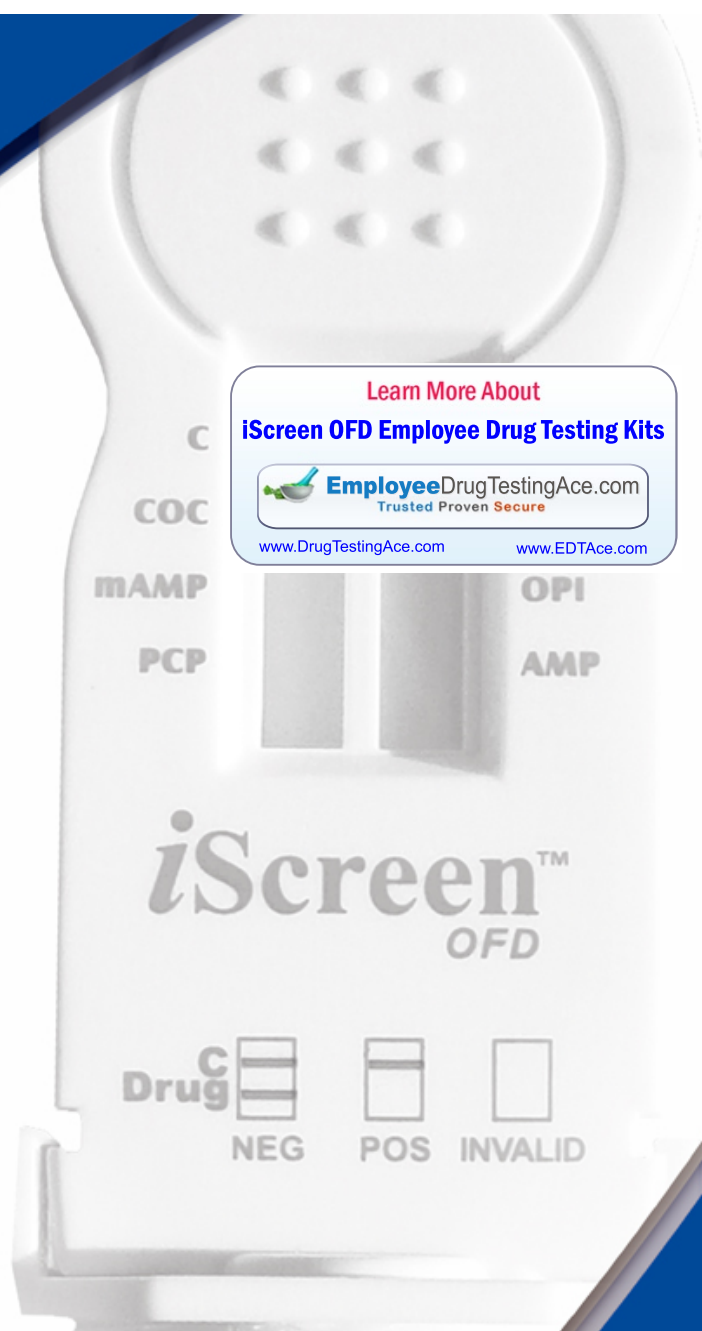 Learn More About
iScreen OFD Employee Drug Testing Kits
EmployeeDrugTestingAce.com
Trusted Proven Secure
www.DrugTestingAce.com www.EDTAce.com
C
COC
mAMP OPI
PCP AMP
iScreen™
OFD
C
Drug
NEG POS INVALID